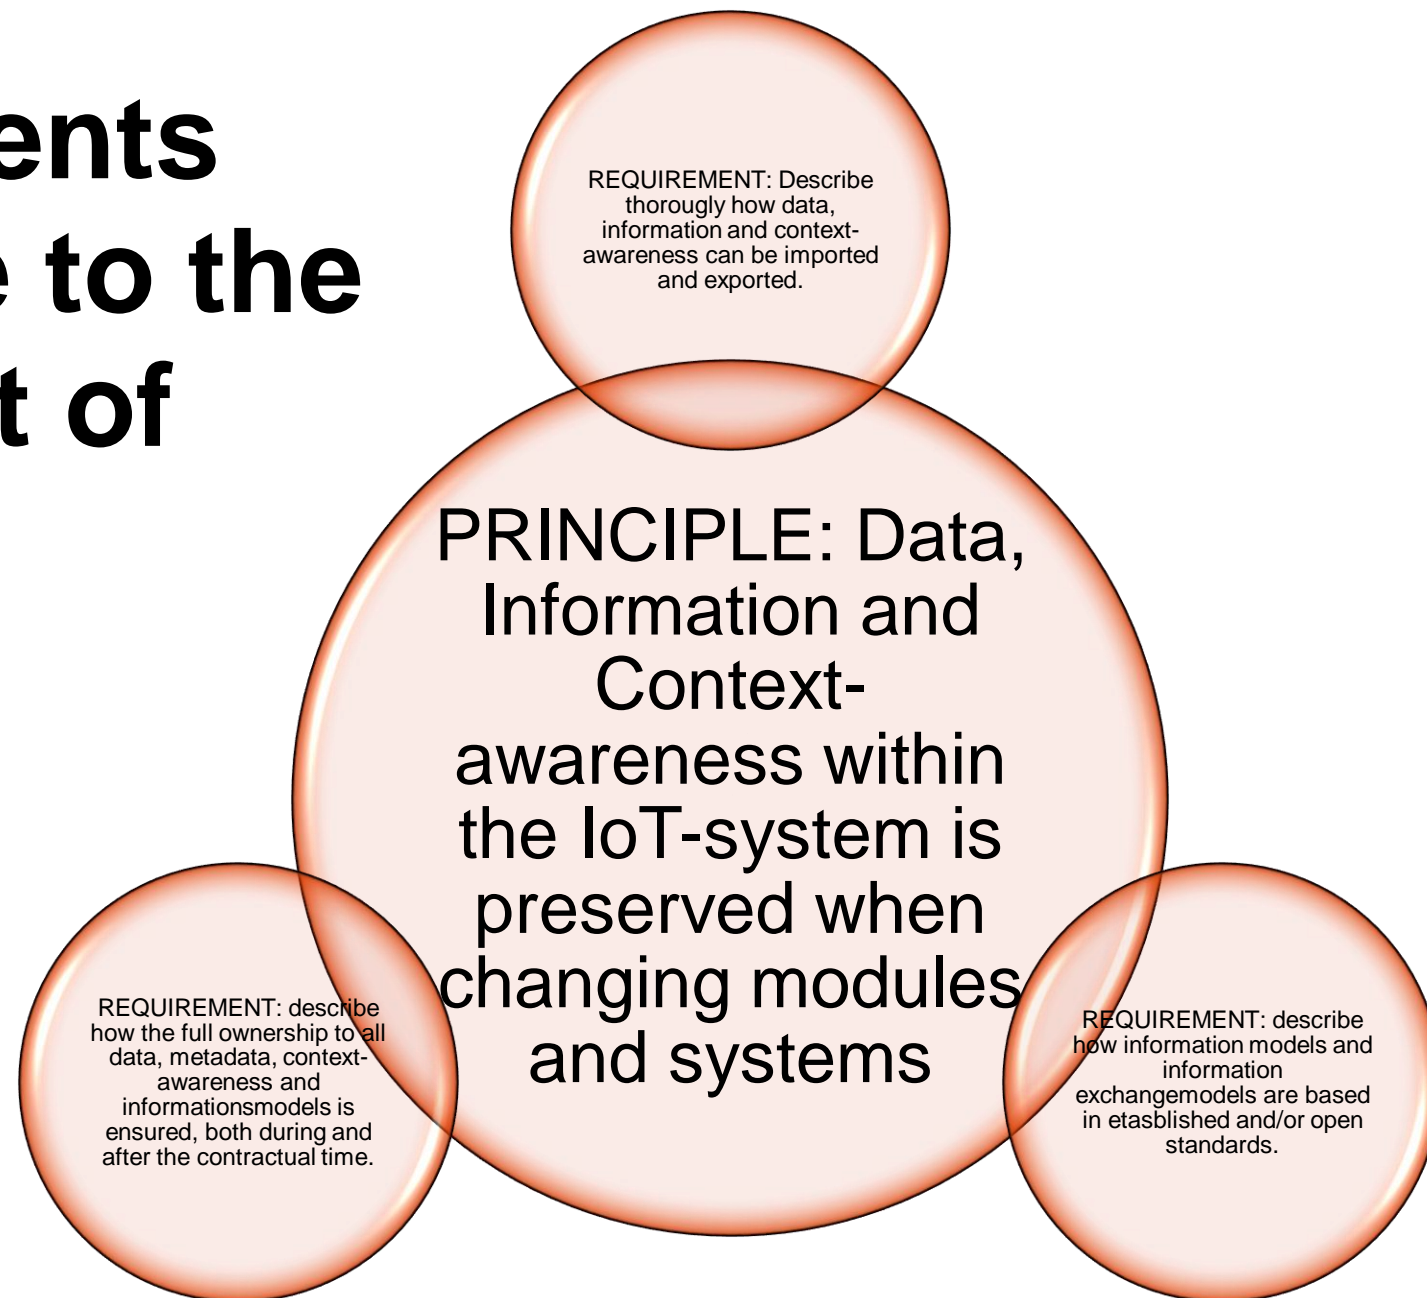 ents
e to the
t of
REQUIREMENT: Describe
thorougly how data,
information and context-
awareness can be imported
and exported.
PRINCIPLE: Data,
Information and
Context-
awareness within
the IoT-system is
preserved when
changing modules
and systems
REQUIREMENT: describe
how the full ownership to all
data, metadata, context-
awareness and
informationsmodels is
ensured, both during and
after the contractual time.
REQUIREMENT: describe
how information models and
information
exchangemodels are based
in etasblished and/or open
standards.